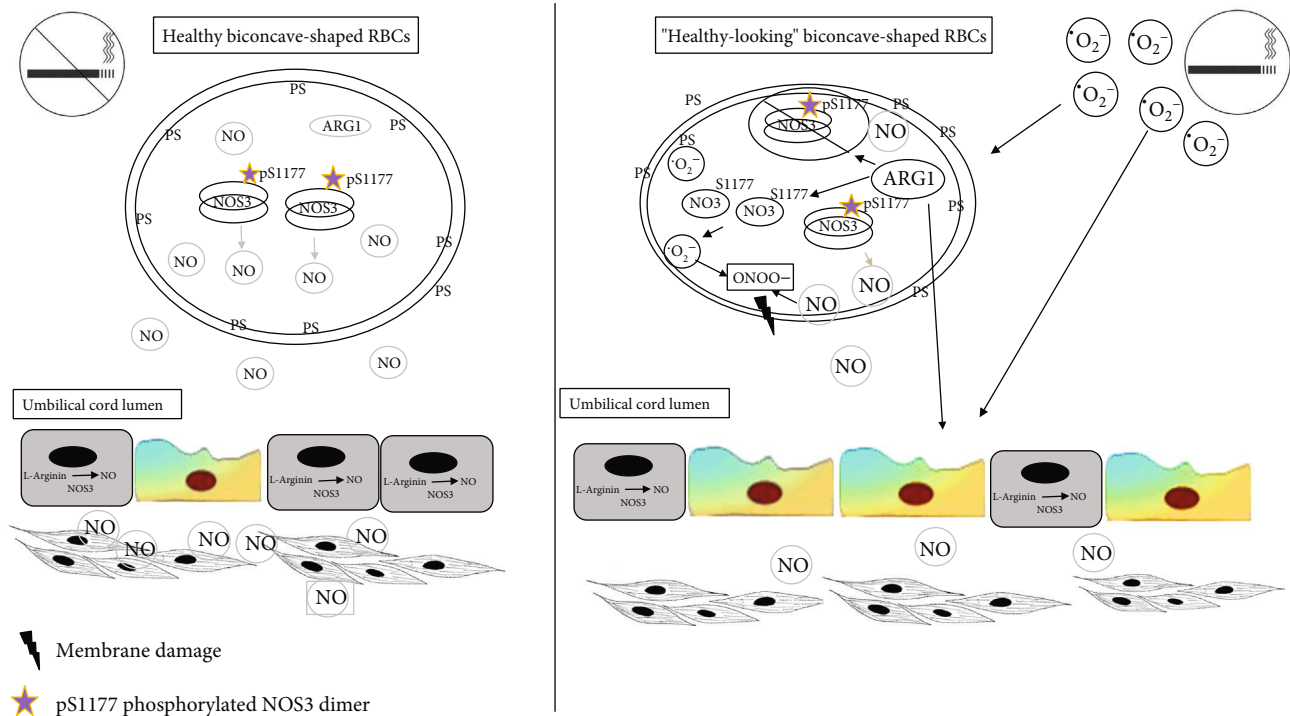 Healthy biconcave-shaped RBCs
PS
PS
PS
NO
ARG1
pS1177
pS1177
NOS3
NOS3
PS
PS
NO
NO
NO
NO
PS
PS
PS
NO
NO
NO
Umbilical cord lumen
L-Arginin NO
NOS3
L-Arginin NO
NOS3
L-Arginin NO
NOS3
NO
NO
NO
NO
NO
NO
Membrane damage
pS1177 phosphorylated NOS3 dimer
"Healthy-looking" biconcave-shaped RBCs
•O2−
•O2−
•O2−
•O2−
•O2−
PS
PS
pS1177
NOS3
NO
PS
PS
PS
•O2−
ARG1
S1177
S1177
NO3
NO3
pS1177
NOS3
PS
•O2−
ONOO−
NO
NO
PS
NO
Umbilical cord lumen
L-Arginin NO
NOS3
L-Arginin NO
NOS3
NO
NO
NO